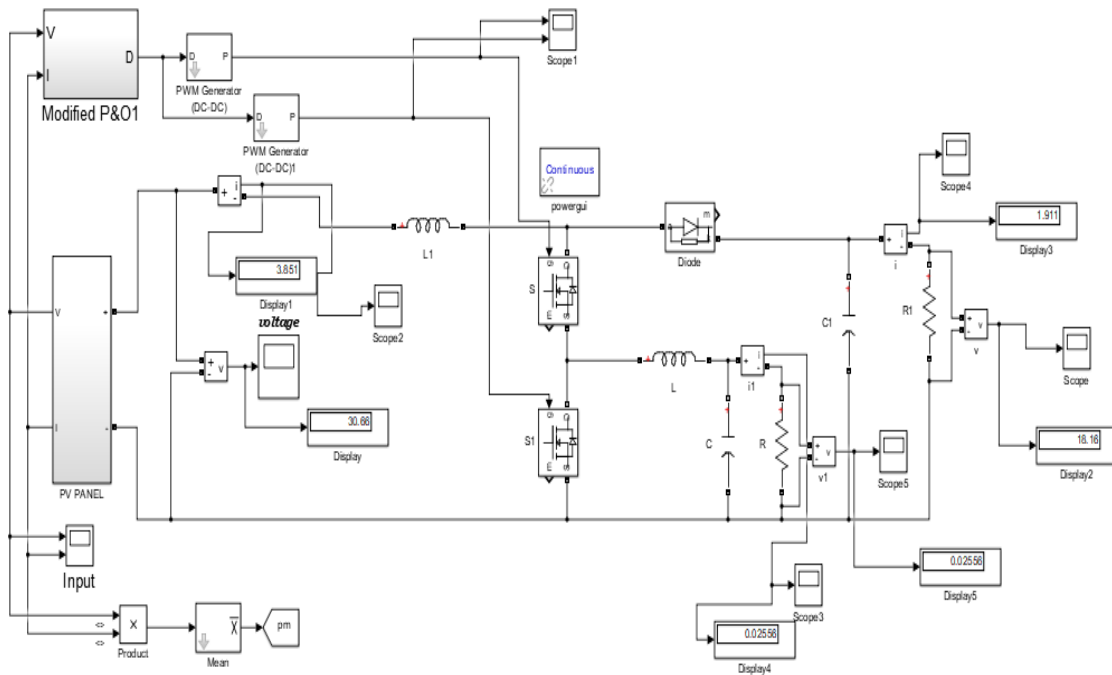 V
I
D
Modified P&O1
D
P
PWM Generator
(DC-DC)
D
P
PWM Generator
(DC-DC)1
Scope1
Continuous
powergui
Scope4
+
-
i
L1
m
Diode
+
-
i
i
1.911
Display3
3.851
Display1
Scope2
voltage
g
C
S
E
S
C1
R1
+
-
v
v
Scope
V
I
+
-
PV PANEL
+
-
v
30.66
Display
L
+
-
i
i1
g
C
S1
E
S
C
R
+
-
v
v1
Scope5
18.16
Display2
Input
0.02556
Display5
Scope3
0.02556
Display4
×
Product
X
Mean
pm